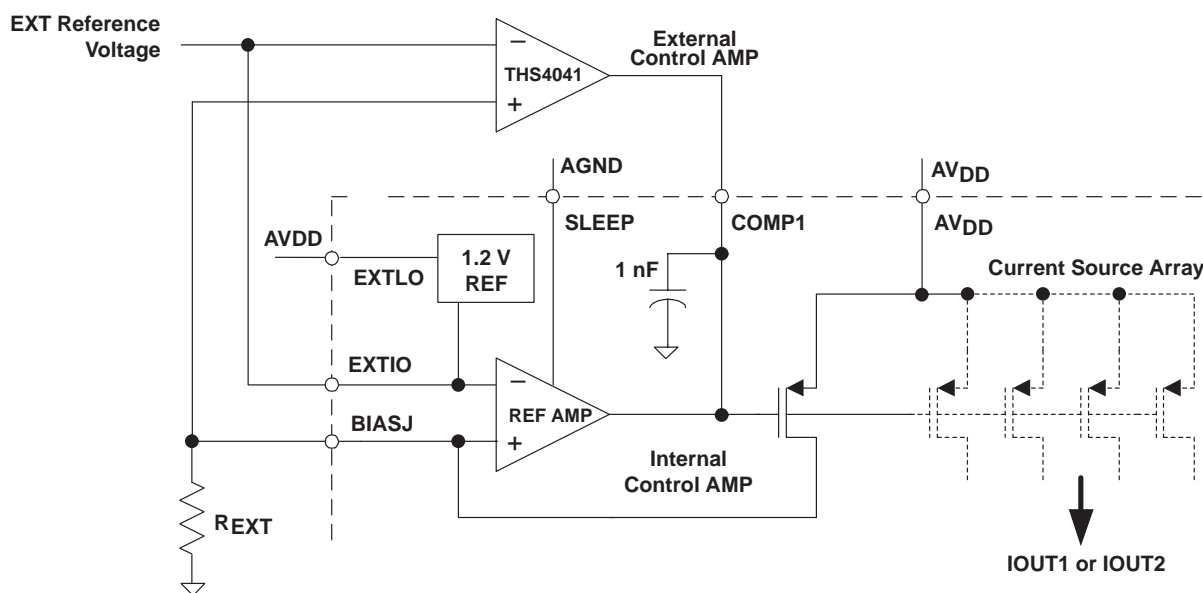 EXT Reference
Voltage
−
THS4041
+
External
Control AMP
AGND
AVDD
SLEEP
COMP1
AVDD
AVDD
EXTLO
1.2 V
REF
1 nF
Current Source Array
EXTIO
−
REF AMP
BIASJ
+
Internal
Control AMP
REXT
IOUT1 or IOUT2